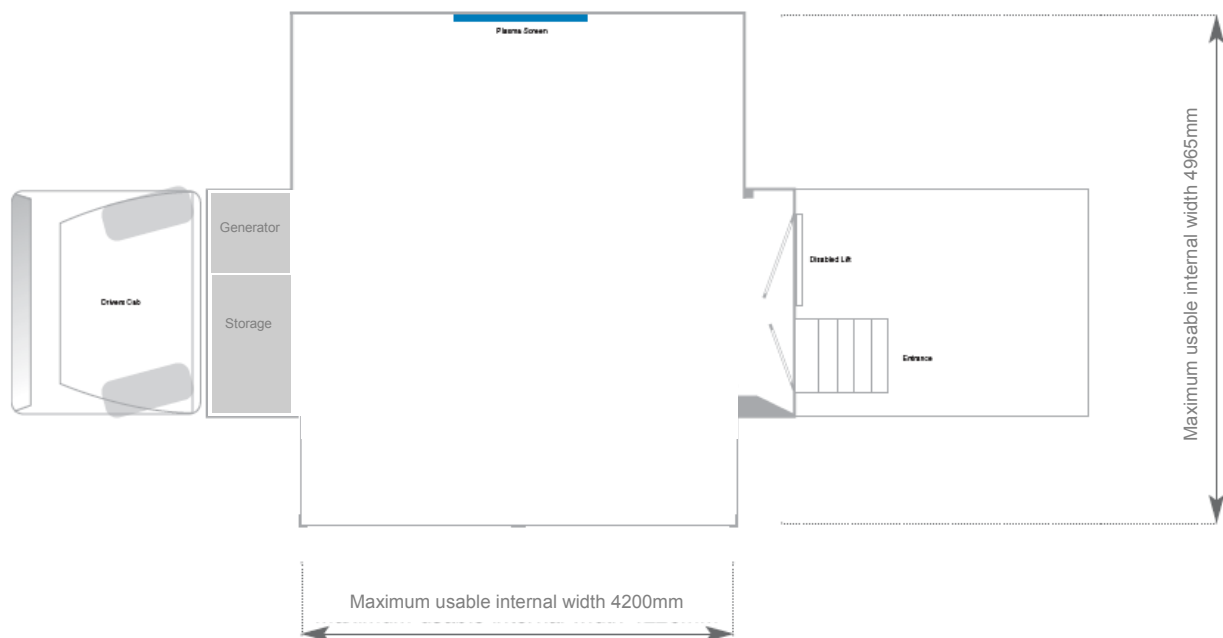 Plasma Screen
Generator
Disabled Lift
Drivers Cab
Storage
Entrance
Maximum usable internal width 4965mm
Maximum usable internal width 4200mm